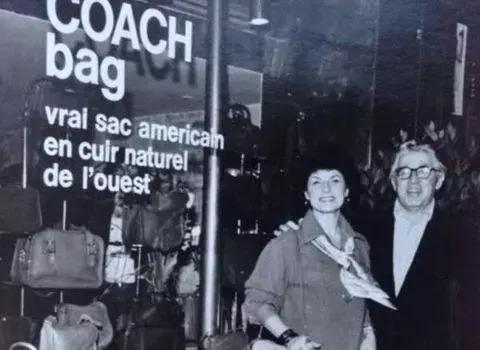 COACH
bag
vrai sac americain
en cuir naturel
de l'ouest